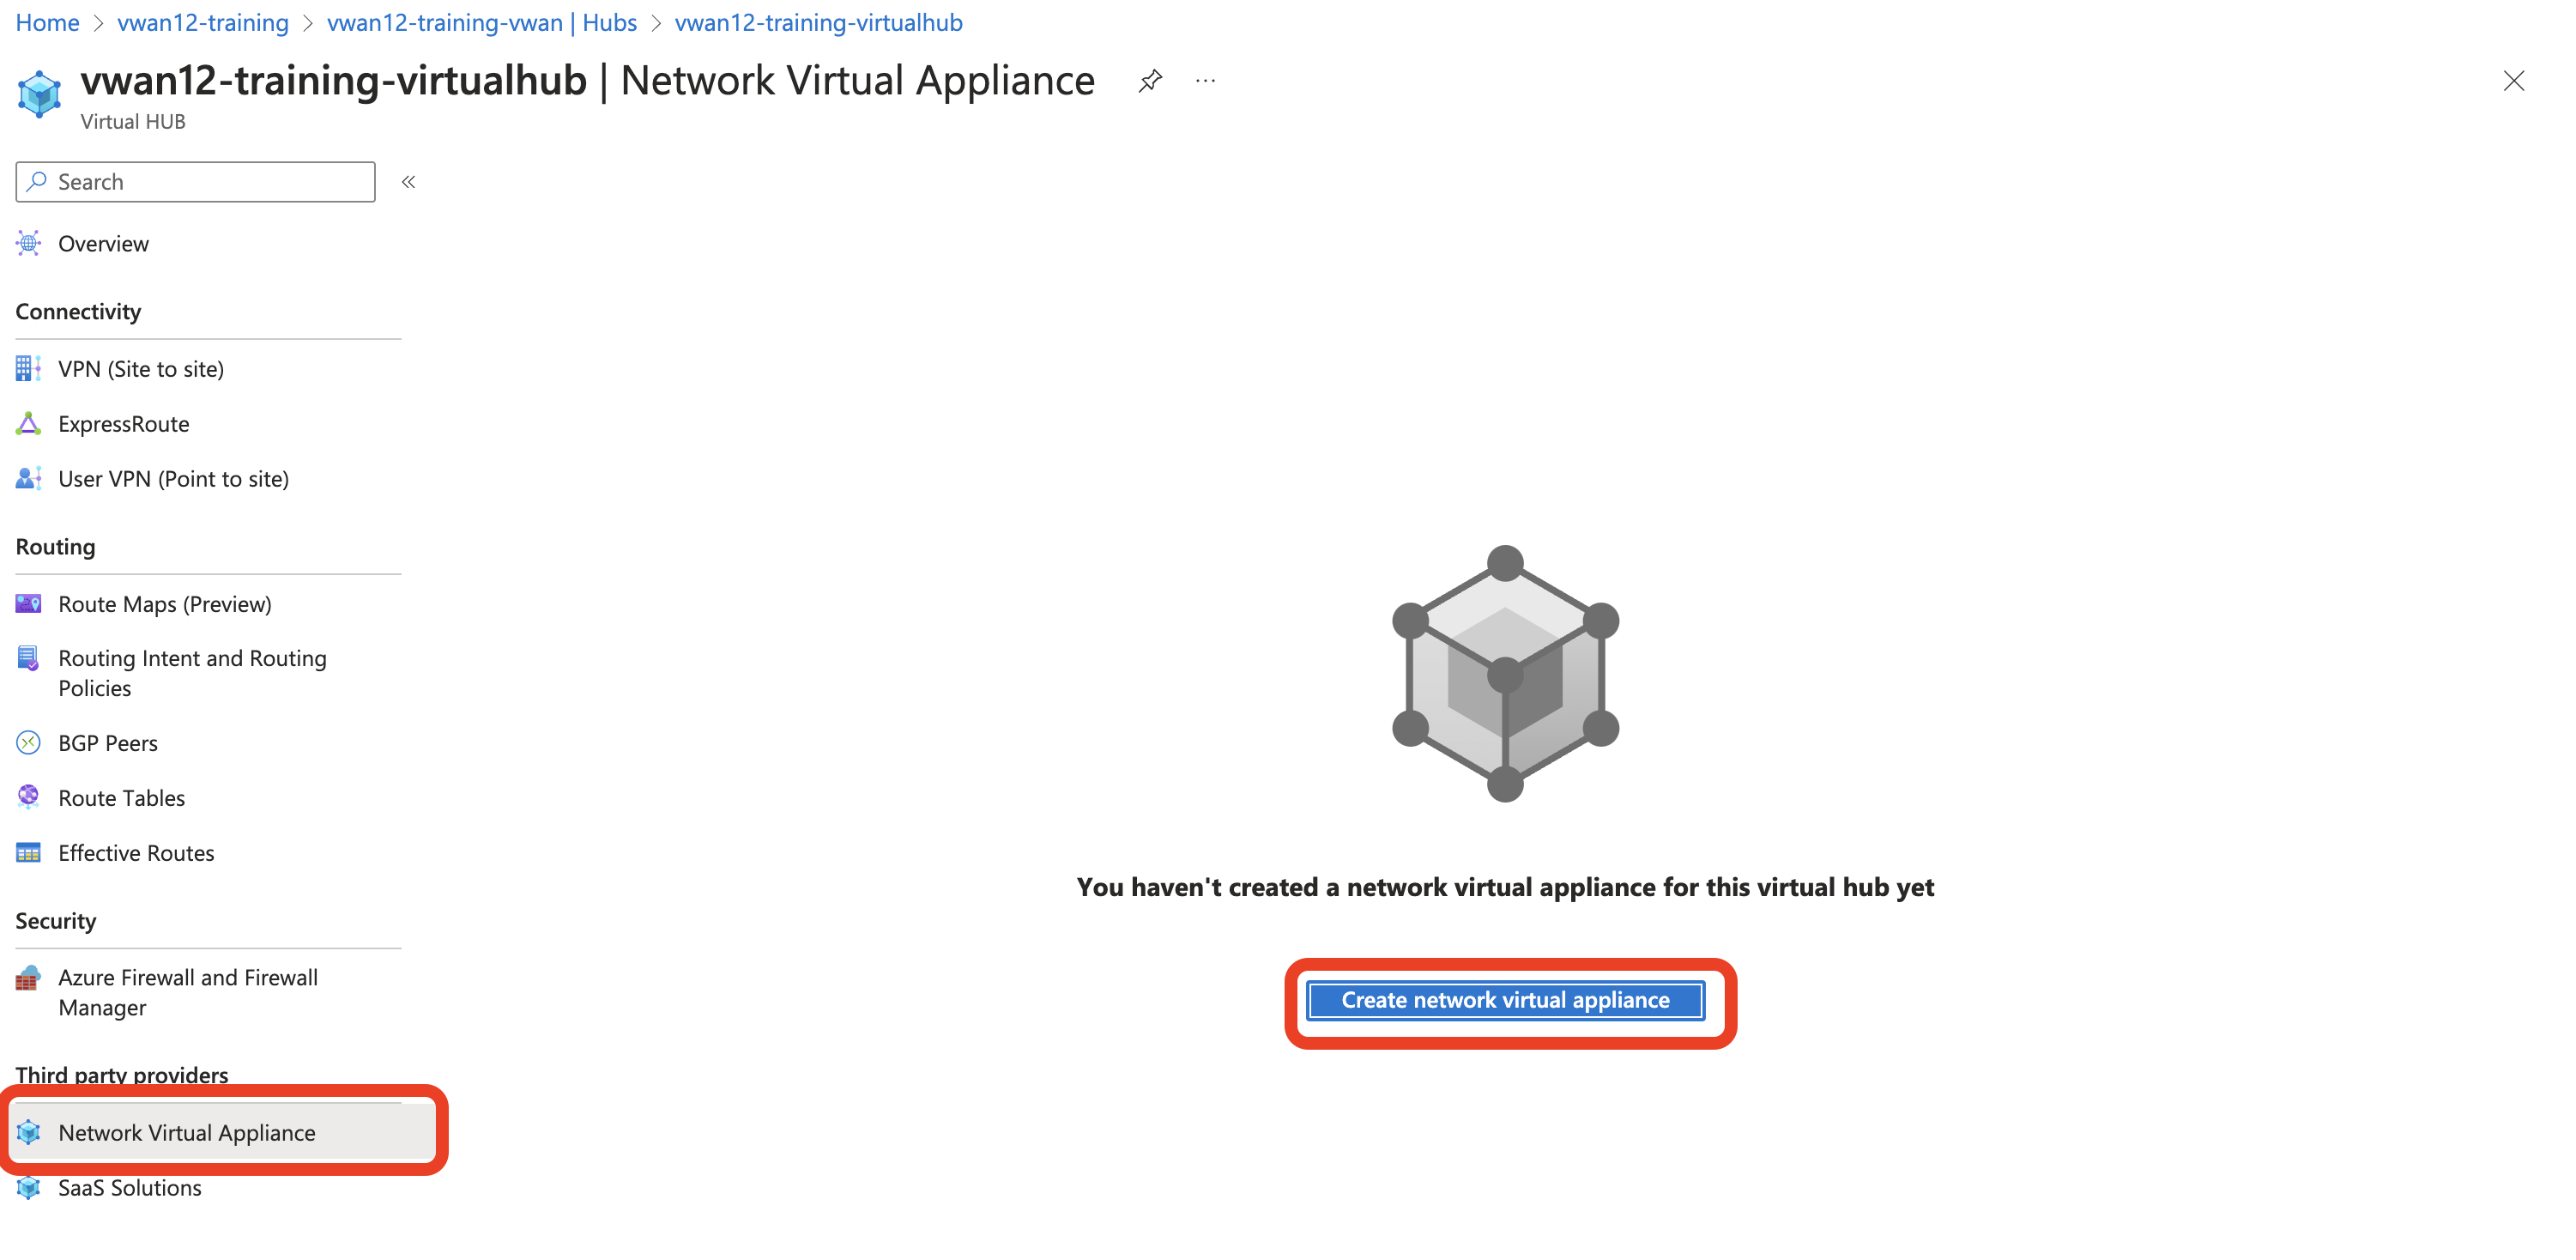 Home > vwan12-training > vwan12-training-vwan | Hubs > vwan12-training-virtualhub
vwan12-training-virtualhub | Network Virtual Appliance
Virtual HUB
Search
Overview
Connectivity
VPN (Site to site)
ExpressRoute
User VPN (Point to site)
Routing
Route Maps (Preview)
Routing Intent and Routing
Policies
BGP Peers
Route Tables
Effective Routes
Security
Azure Firewall and Firewall
Manager
Third party providers
Network Virtual Appliance
SaaS Solutions
You haven't created a network virtual appliance for this virtual hub yet
Create network virtual appliance